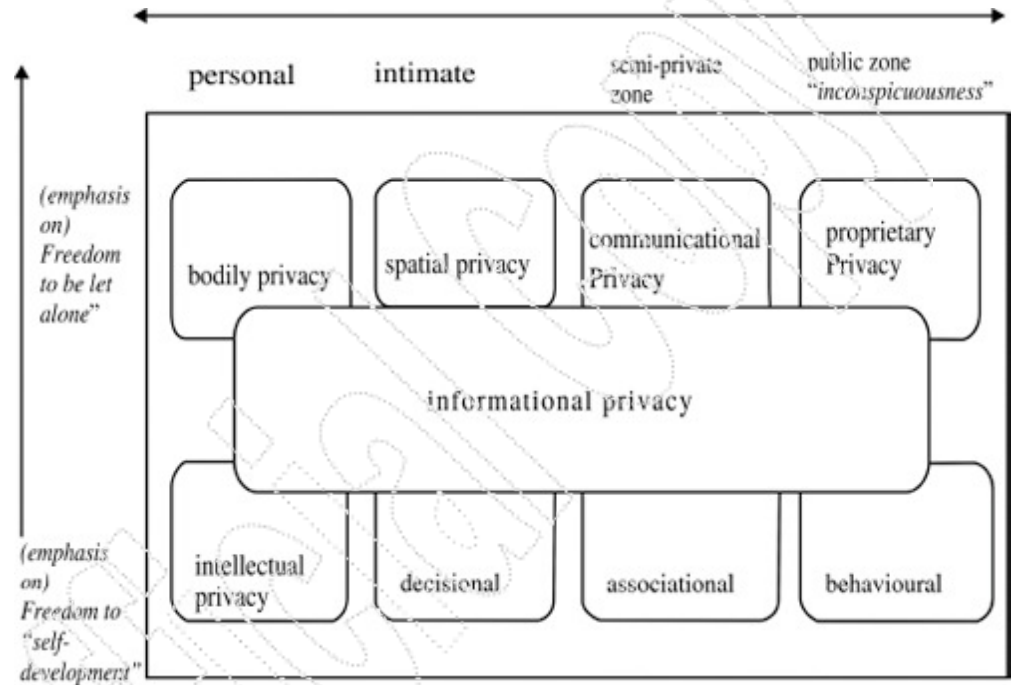 personal
intimate
semi-private
zone
public zone
“inconspicuousness”
(emphasis
on)
Freedom
to be let
alone”
bodily privacy
spatial privacy
communicational
Privacy
proprietary
Privacy
informational privacy
(emphasis
on)
Freedom to
“self-
development”
intellectual
privacy
decisional
associational
behavioural